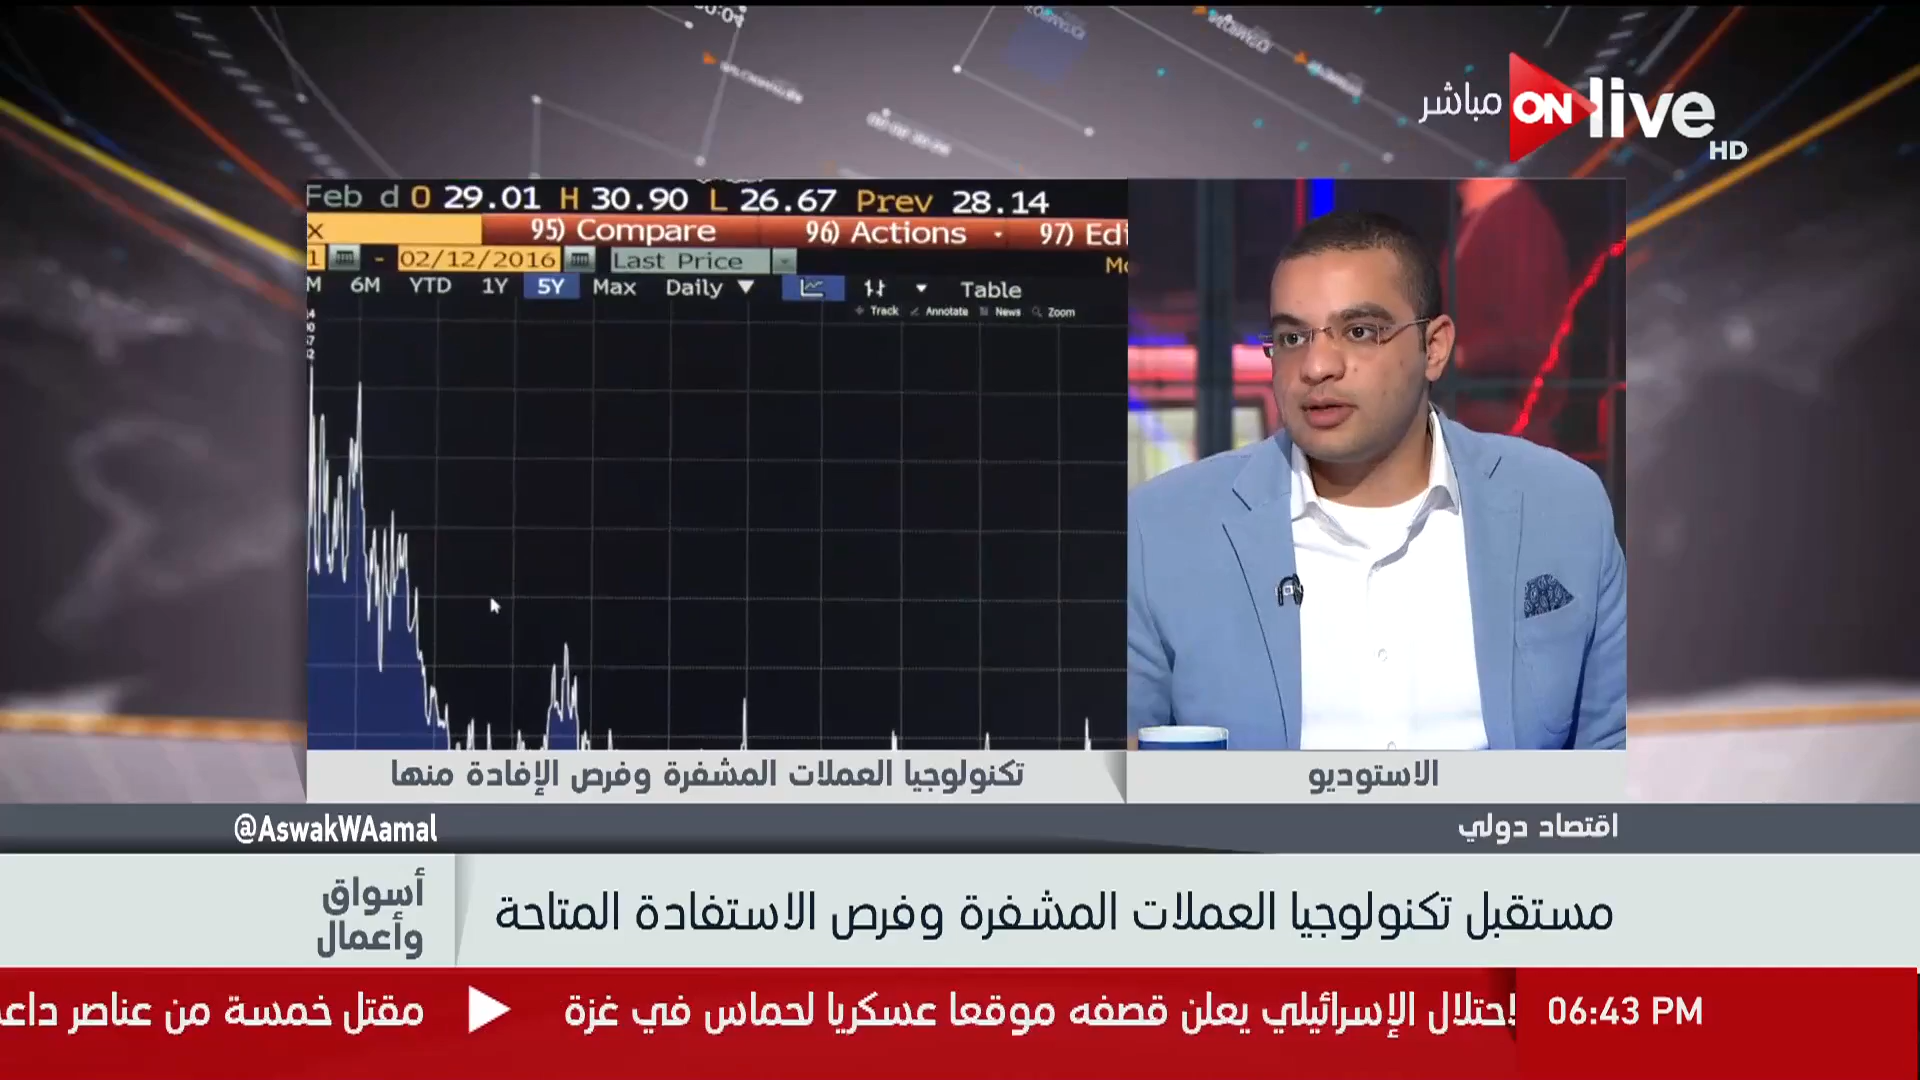 مباشر ON live
HD
Feb d O 29.01 H 30.90 L 26.67 Prev 28.14
x 95) Compare 96) Actions 97) Edi
1 - 02/12/2016 Last Price
M 6M YTD 1Y 5Y Max Daily Table
Track Annotate News Zoom
تكنولوجيا العملات المشفرة وفرص الإفادة منها
الاستوديو
اقتصاد دولي
@AswakWAamal
مستقبل تكنولوجيا العملات المشفرة وفرص الاستفادة المتاحة
أسواق
وأعمال
06:43 PM
الإسرائيلي يعلن قصفه موقعا عسكريا لحماس في غزة
مقتل خمسة من عناصر